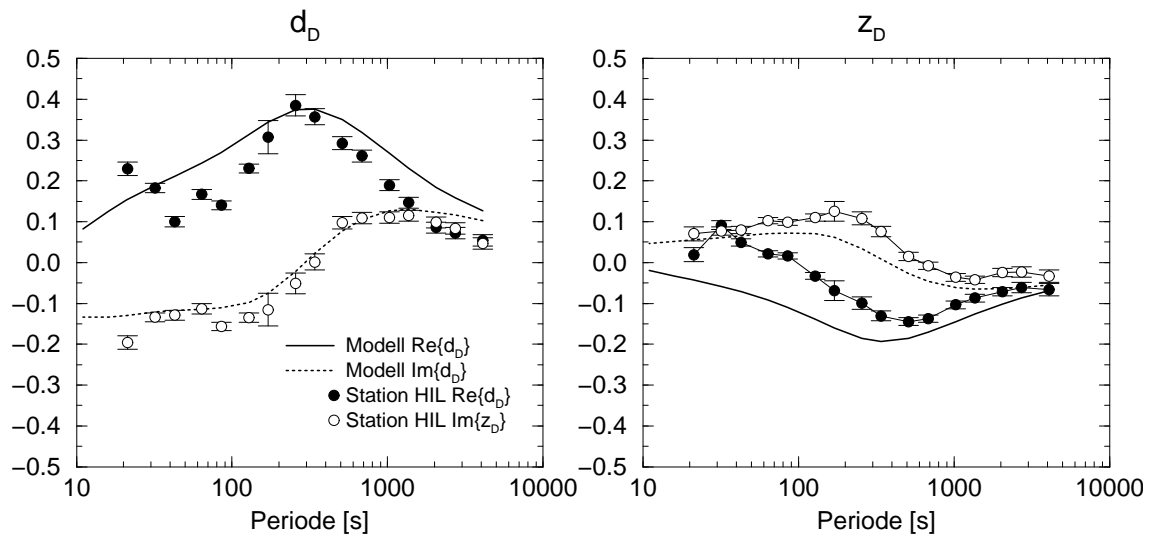 d_D
z_D
0.5
0.4
0.3
0.2
0.1
0.0
−0.1
−0.2
−0.3
−0.4
−0.5
Modell Re{d_D}
Modell Im{d_D}
Station HIL Re{d_D}
Station HIL Im{z_D}
10 100 1000 10000
Periode [s]
0.5
0.4
0.3
0.2
0.1
0.0
−0.1
−0.2
−0.3
−0.4
−0.5
10 100 1000 10000
Periode [s]